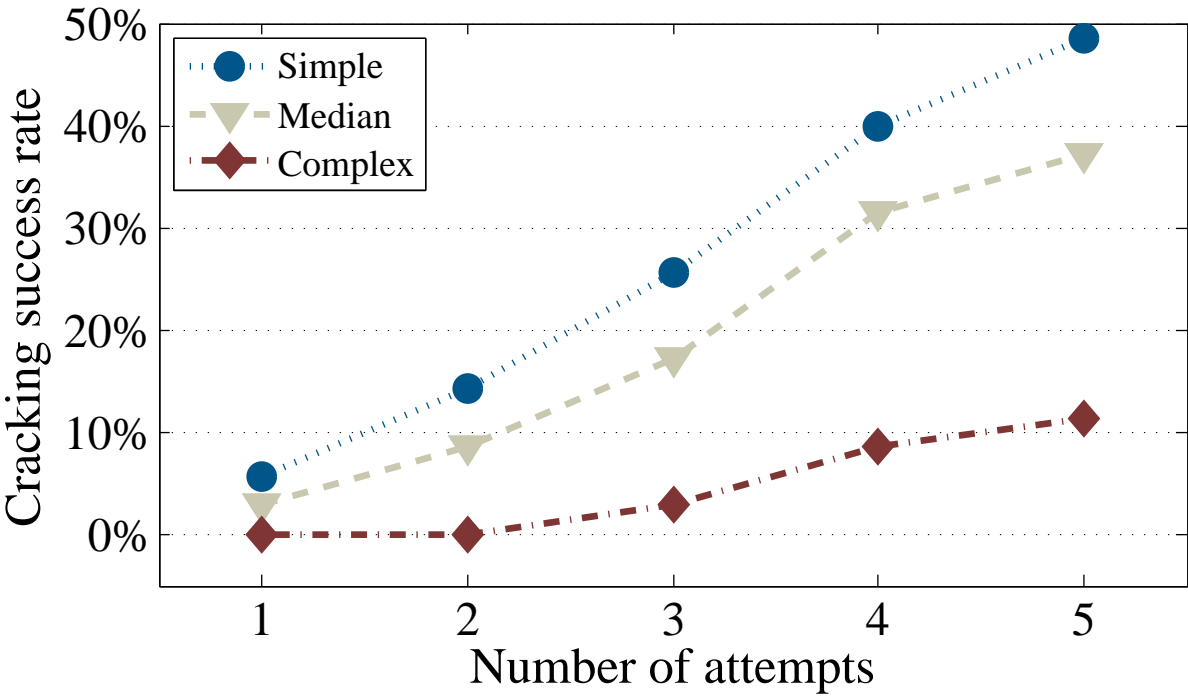 Cracking success rate
50%
40%
30%
20%
10%
0%
Simple
Median
Complex
1 2 3 4 5
Number of attempts